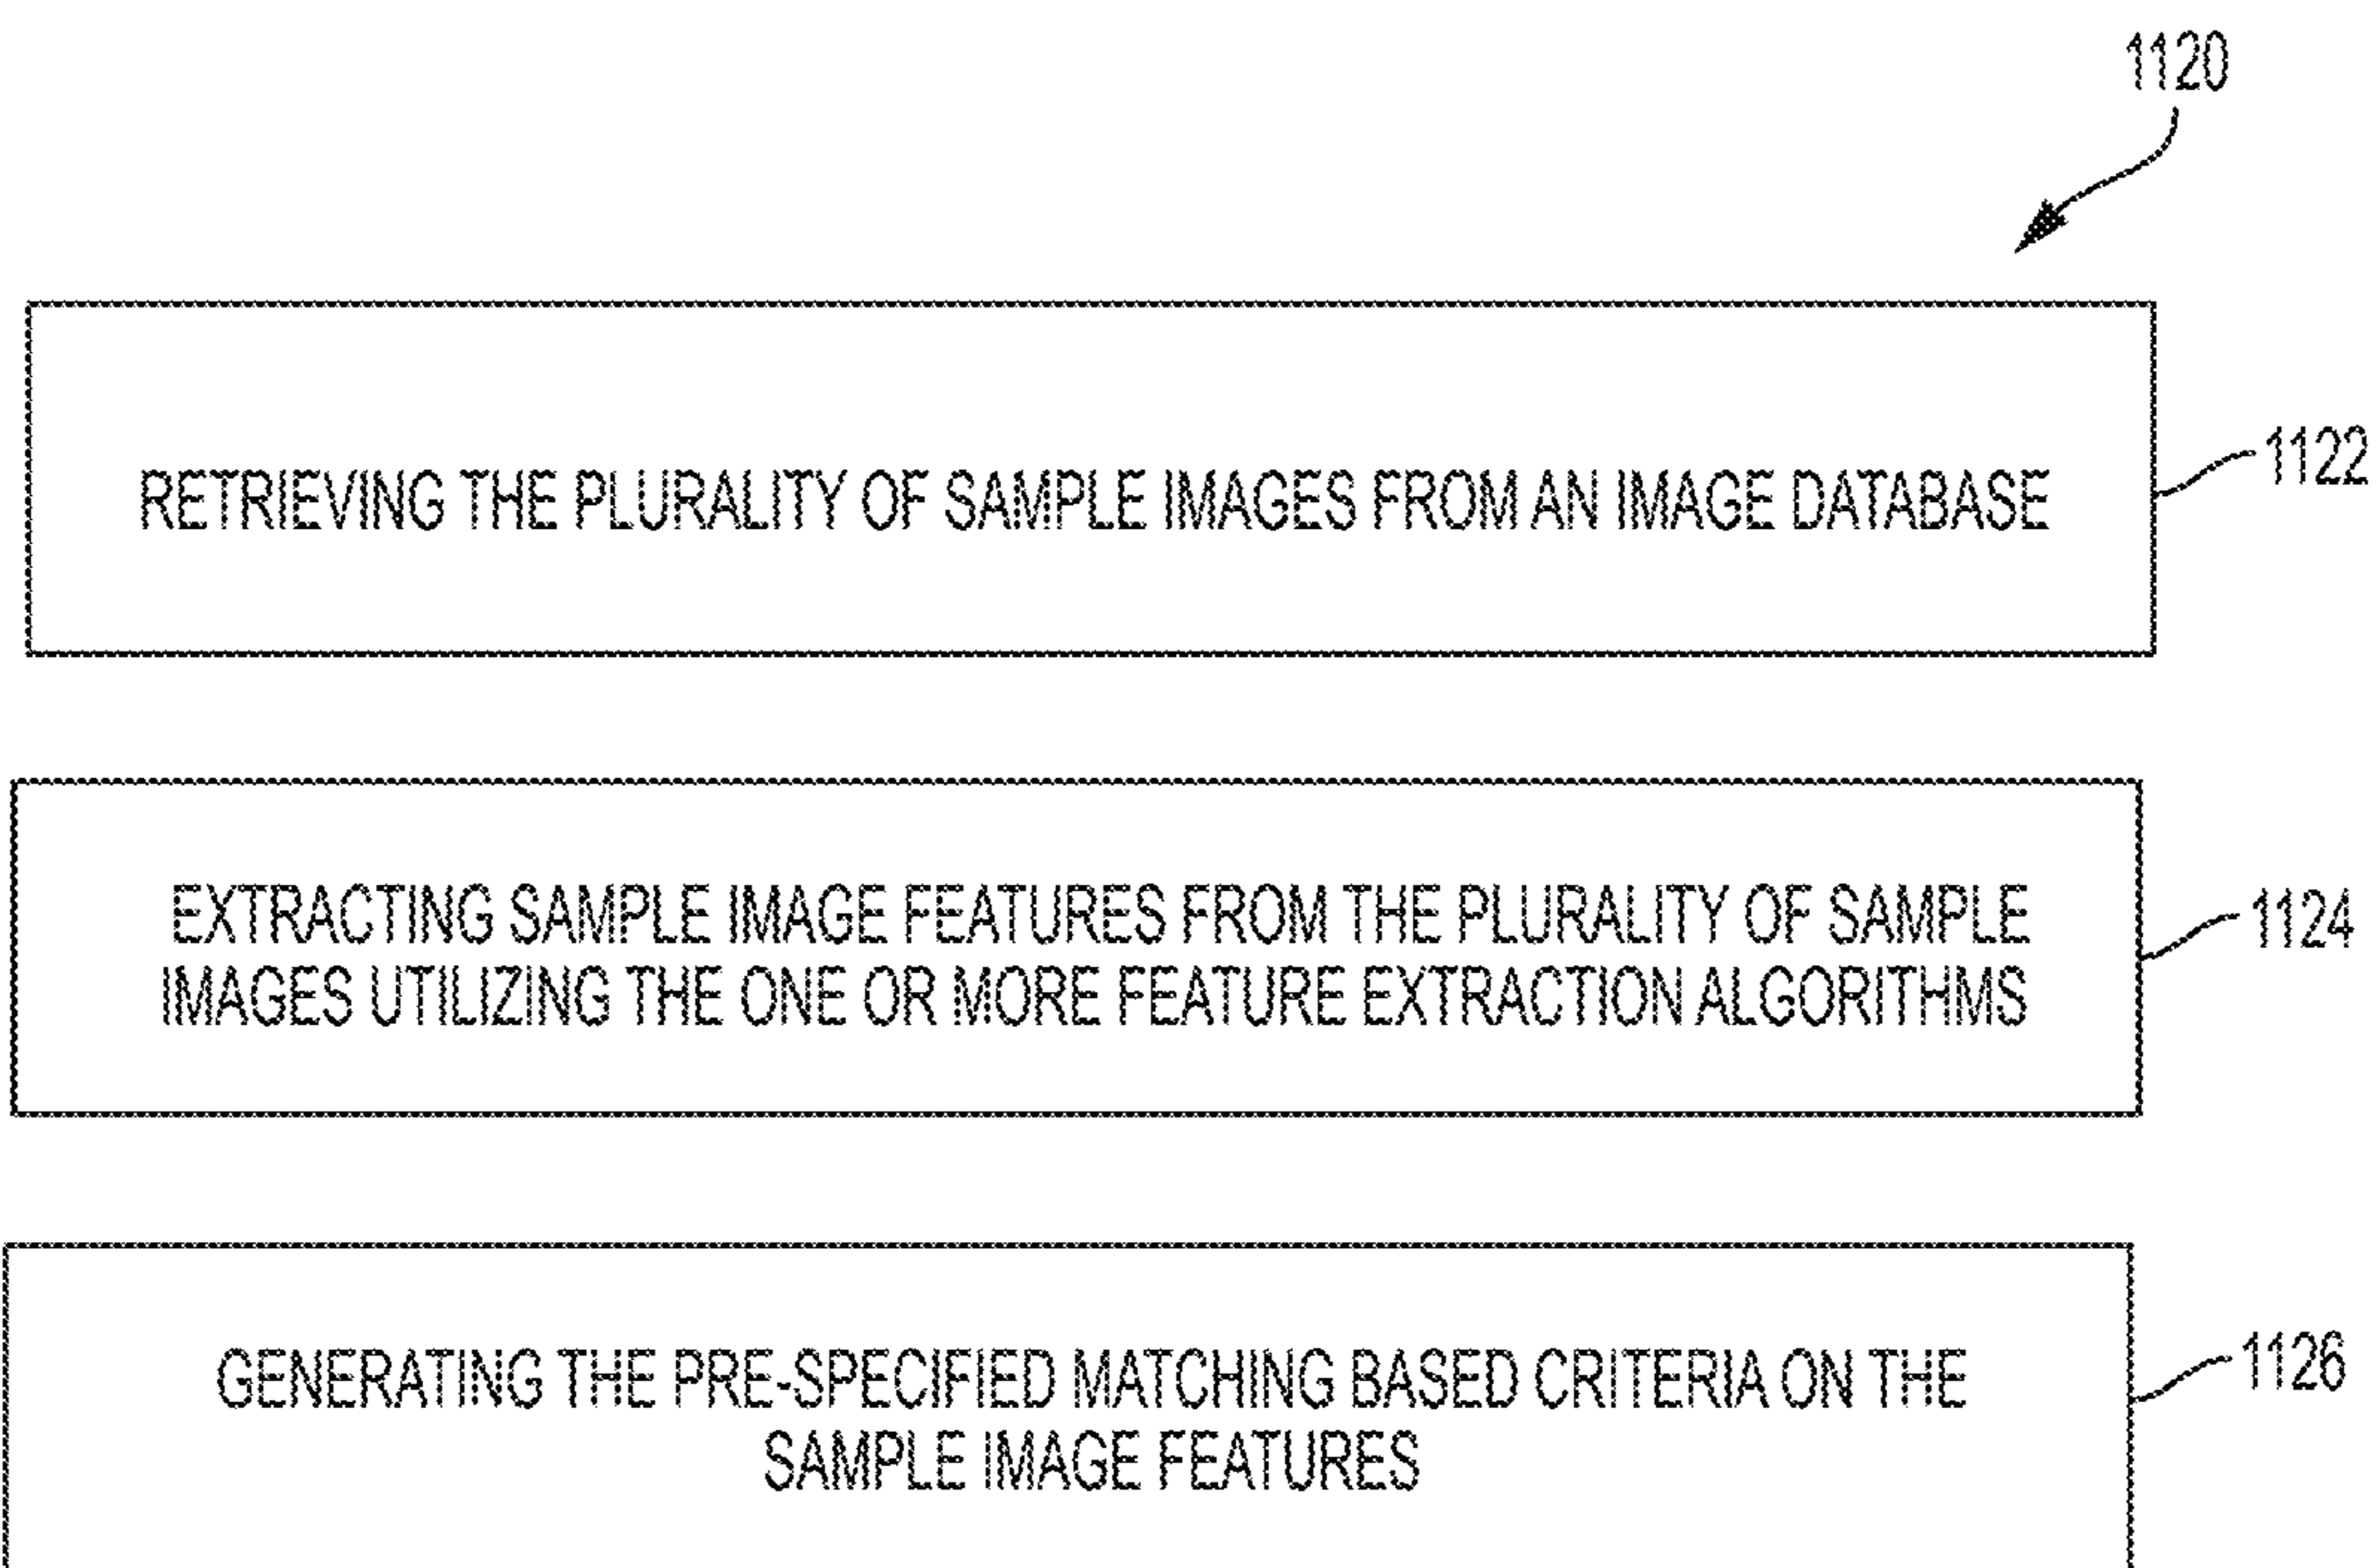 1120
RETRIEVING THE PLURALITY OF SAMPLE IMAGES FROM AN IMAGE DATABASE
1122
EXTRACTING SAMPLE IMAGE FEATURES FROM THE PLURALITY OF SAMPLE
IMAGES UTILIZING THE ONE OR MORE FEATURE EXTRACTION ALGORITHMS
1124
GENERATING THE PRE-SPECIFIED MATCHING BASED CRITERIA ON THE
SAMPLE IMAGE FEATURES
1126